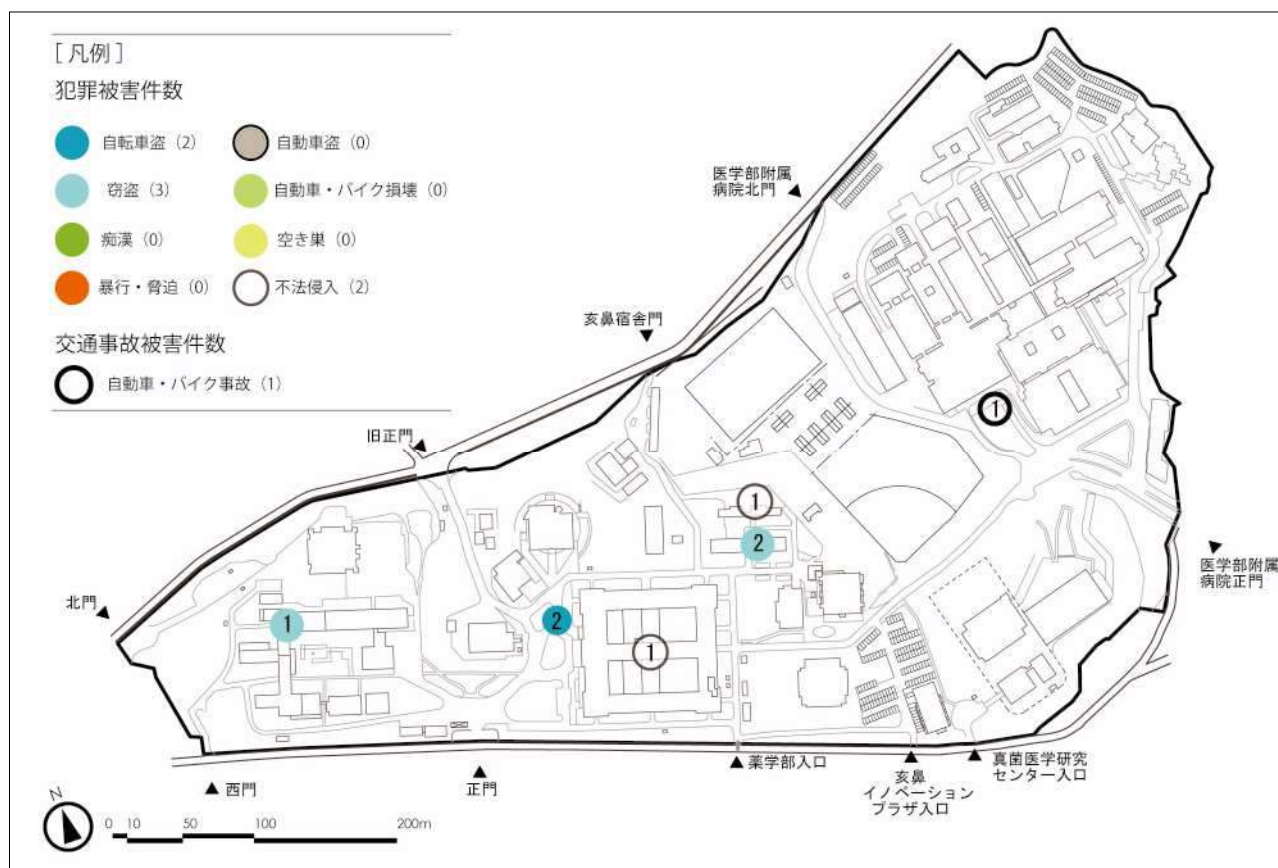 [凡例]
犯罪被害件数
自転車盗（2）
自動車盗（0）
窃盗（3）
自動車・バイク損壊（0）
痴漢（0）
空き巣（0）
暴行・脅迫（0）
不法侵入（2）
交通事故被害件数
自動車・バイク事故（1）
医学部附属
病院北門
亥鼻宿舎門
旧正門
1
1
2
医学部附属
病院正門
北門
1
2
1
西門
正門
薬学部入口
亥鼻
イノベーション
プラザ入口
真菌医学研究
センター入口
N
0 10 50 100 200m